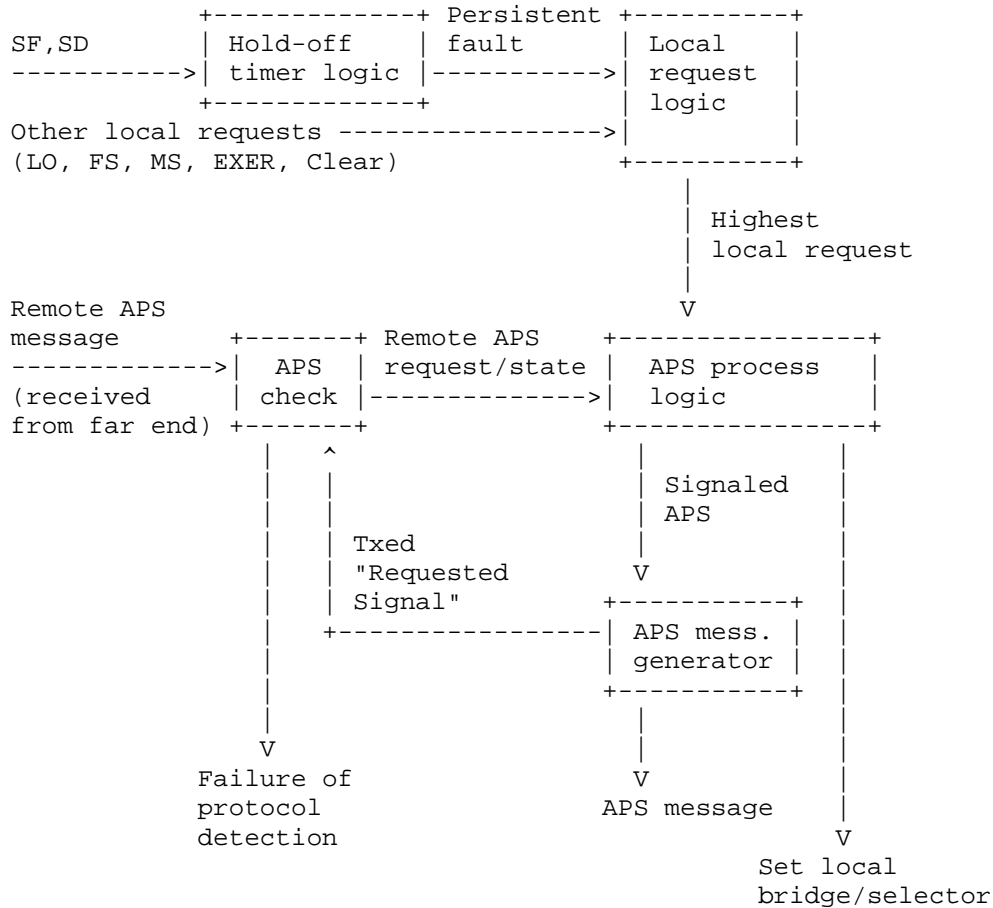 Persistent
SF,SD Hold-off fault Local
timer logic request
logic
Other local requests
(LO, FS, MS, EXER, Clear)
Highest
local request
V
Remote APS
message Remote APS
APS request/state APS process
(received check logic
from far end)
Signaled
APS
Txed
"Requested V
Signal"
APS mess.
generator
V
Failure of V
protocol APS message
detection V
Set local
bridge/selector